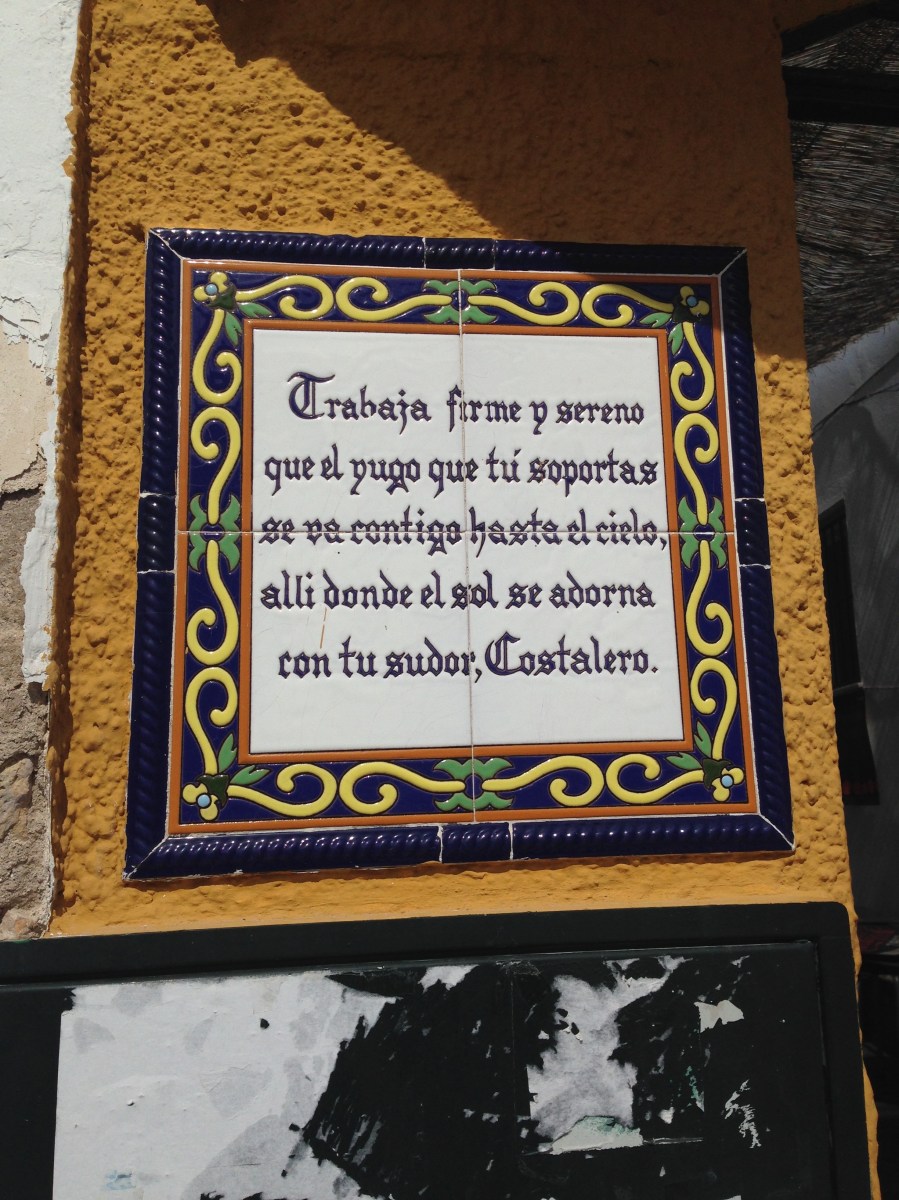 Trabaja firme y sereno
que el yugo que tú soportas
se va contigo hasta el cielo,
alli donde el sol se adorna
con tu sudor, Costalero.